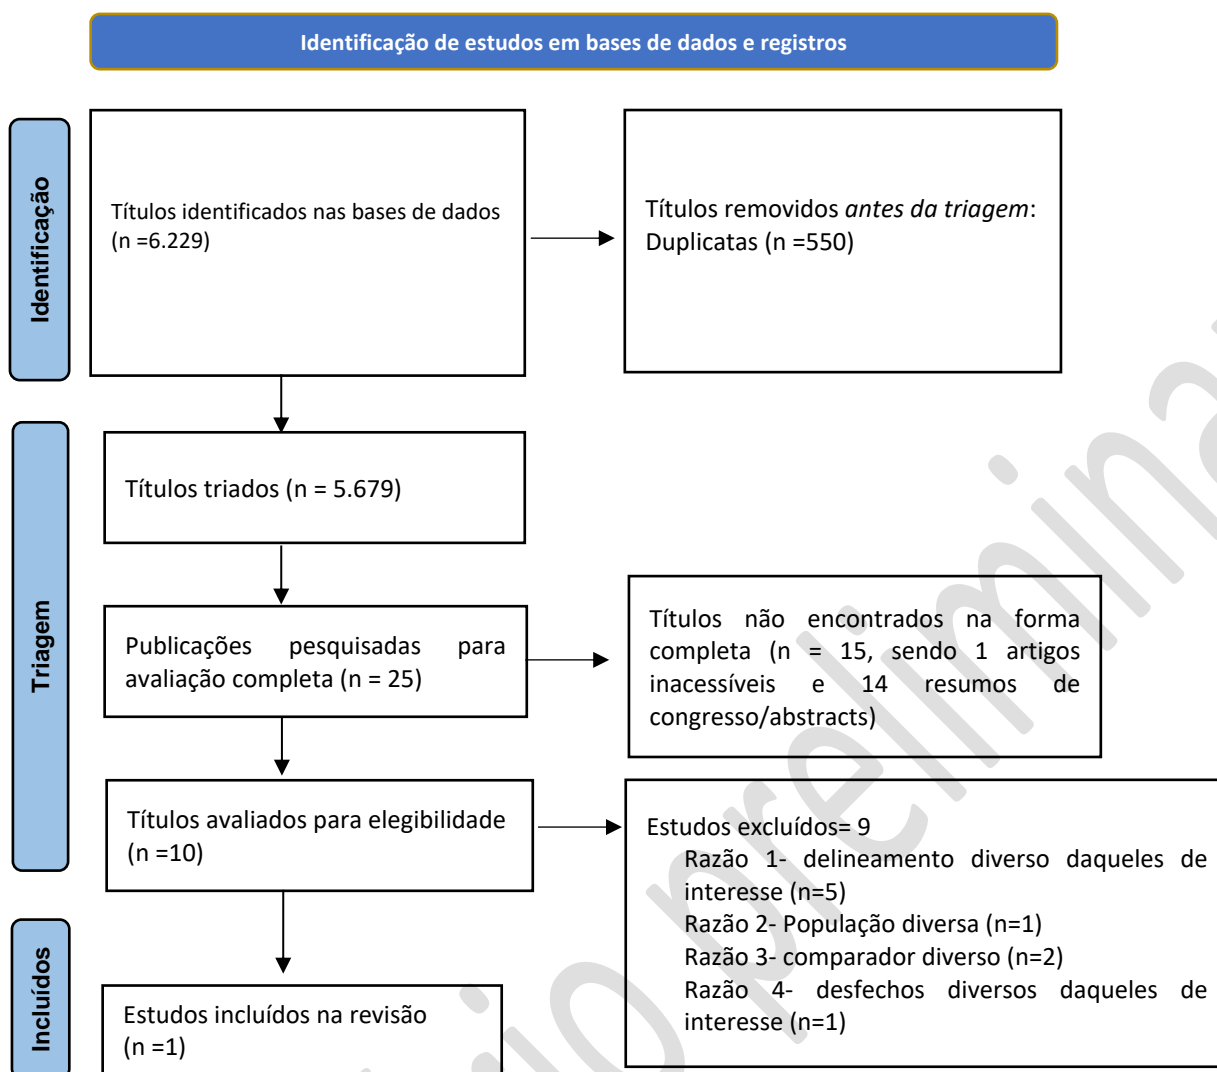 Identificação de estudos em bases de dados e registros
Identificação
Títulos identificados nas bases de dados
(n =6.229)
Títulos removidos antes da triagem:
Duplicatas (n =550)
Triagem
Títulos triados (n = 5.679)
Publicações pesquisadas para
avaliação completa (n = 25)
Títulos não encontrados na forma
completa (n = 15, sendo 1 artigos
inacessíveis e 14 resumos de
congresso/abstracts)
Títulos avaliados para elegibilidade
(n =10)
Estudos excluídos= 9
Razão 1- delineamento diverso daqueles de
interesse (n=5)
Razão 2- População diversa (n=1)
Razão 3- comparador diverso (n=2)
Razão 4- desfechos diversos daqueles de
interesse (n=1)
Incluídos
Estudos incluídos na revisão
(n =1)